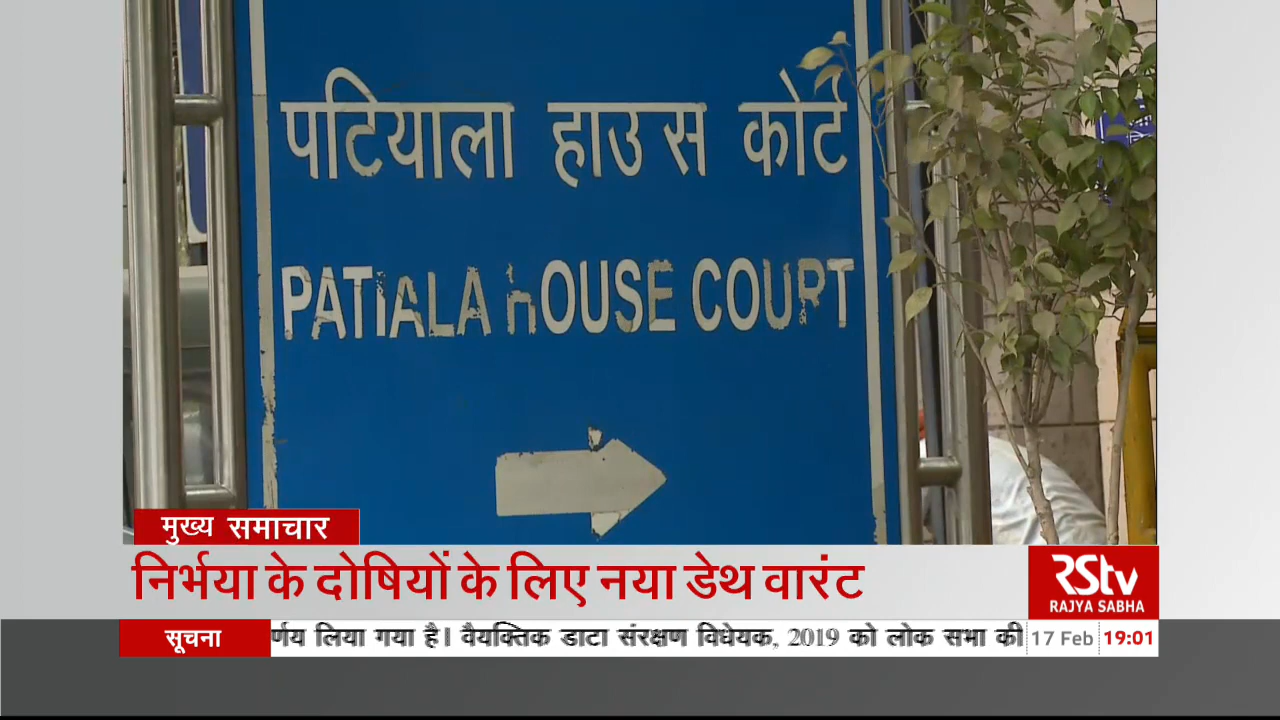 पटियाला हाउस कोर्ट
PATIALA HOUSE COURT
मुख्य समाचार
निर्भया के दोषियों के लिए नया डेथ वारंट
RStv
RAJYA SABHA
सूचना
र्णय लिया गया है। वैयक्तिक डाटा संरक्षण विधेयक, 2019 को लोक सभा की
17 Feb 19:01